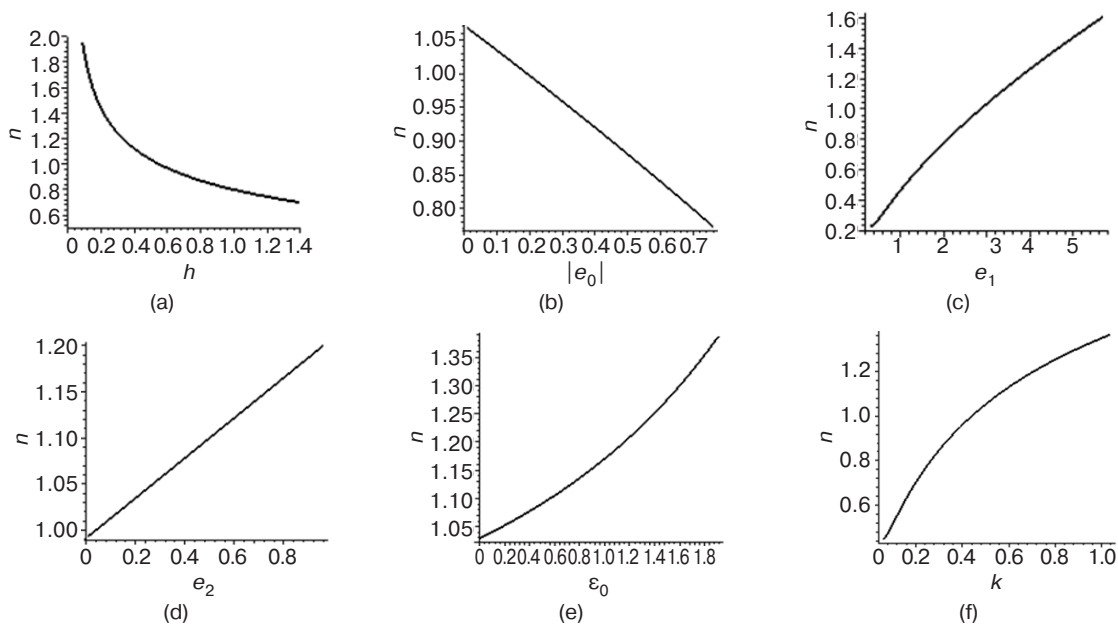 n
2.0
1.8
1.6
1.4
1.2
1.0
0.8
0.6
0 0.2 0.4 0.6 0.8 1.0 1.2 1.4
h
(a)
n
1.05
1.00
0.95
0.90
0.85
0.80
0 0.1 0.2 0.3 0.4 0.5 0.6 0.7
|e₀|
(b)
n
1.6
1.4
1.2
1.0
0.8
0.6
0.4
0.2
1 2 3 4 5
e₁
(c)
n
1.20
1.15
1.10
1.05
1.00
0 0.2 0.4 0.6 0.8
e₂
(d)
n
1.35
1.30
1.25
1.20
1.15
1.10
1.05
0 0.2 0.4 0.6 0.8 1.0 1.2 1.4 1.6 1.8
ε₀
(e)
n
1.2
1.0
0.8
0.6
0 0.2 0.4 0.6 0.8 1.0
k
(f)